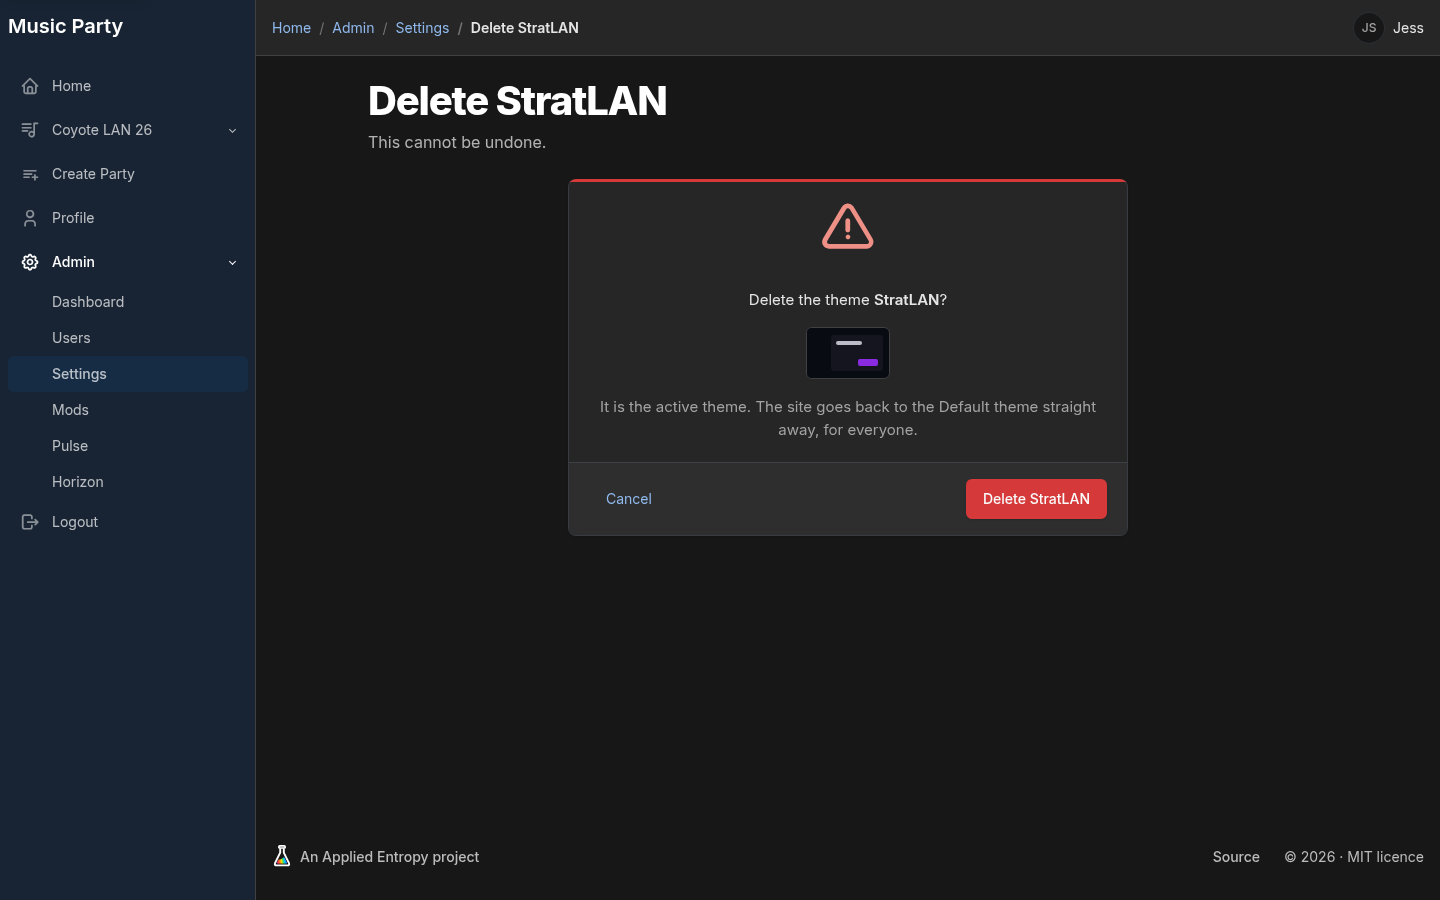 Music Party
Home / Admin / Settings / Delete StratLAN
JS Jess
Home
Coyote LAN 26
Create Party
Profile
Admin
Dashboard
Users
Settings
Mods
Pulse
Horizon
Logout
Delete StratLAN
This cannot be undone.
Delete the theme StratLAN?
It is the active theme. The site goes back to the Default theme straight
away, for everyone.
Cancel
Delete StratLAN
An Applied Entropy project
Source
© 2026 · MIT licence